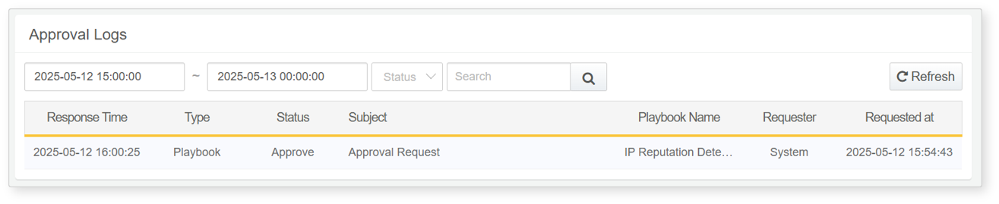 Approval Logs
2025-05-12 15:00:00 ~ 2025-05-13 00:00:00 Status Search Refresh
Response Time Type Status Subject Playbook Name Requester Requested at
2025-05-12 16:00:25 Playbook Approve Approval Request IP Reputation Dete… System 2025-05-12 15:54:43